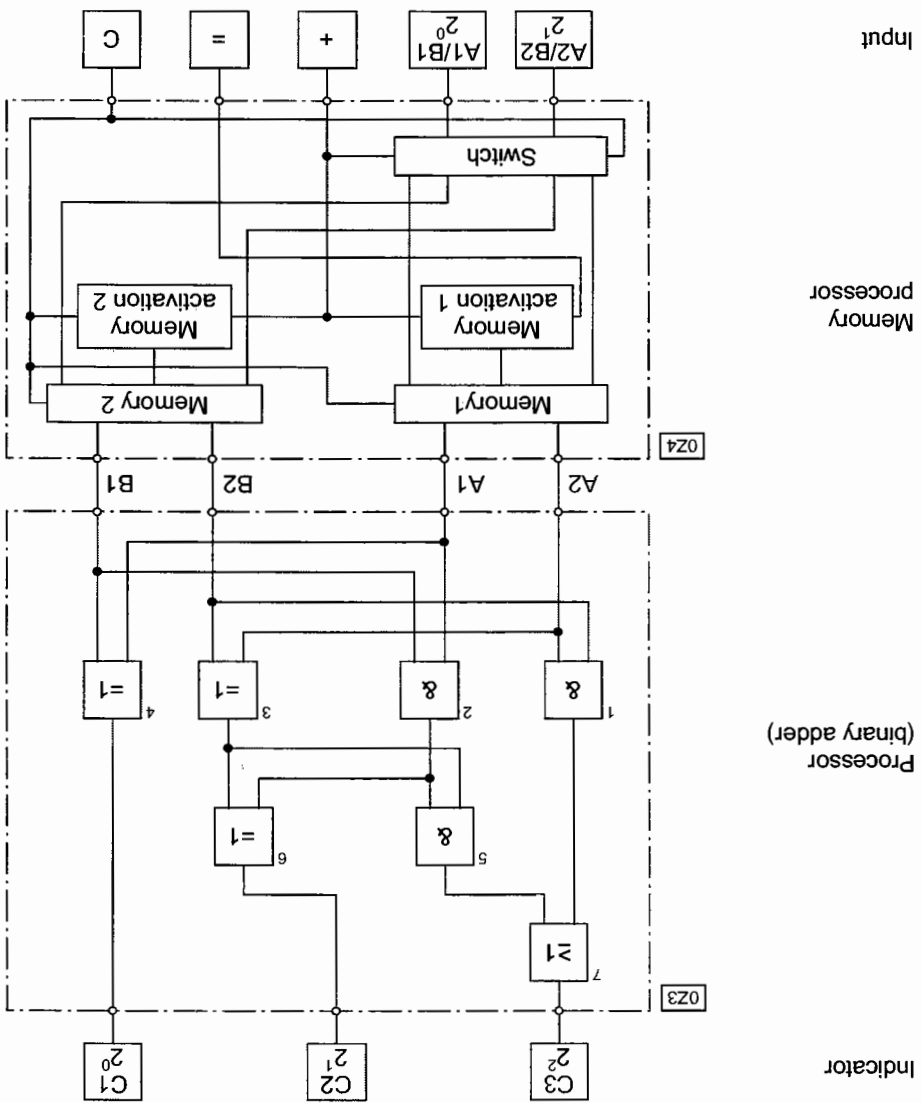 Indicator
C3
2²
C2
2¹
C1
2⁰
0Z3
7
≥1
5
&
6
=1
Processor
(binary adder)
1
&
2
&
3
=1
4
=1
A2
A1
B2
B1
0Z4
Memory1
Memory 2
Memory
activation 1
Memory
activation 2
Memory
processor
Switch
Input
A2/B2
2¹
A1/B1
2⁰
+
=
C